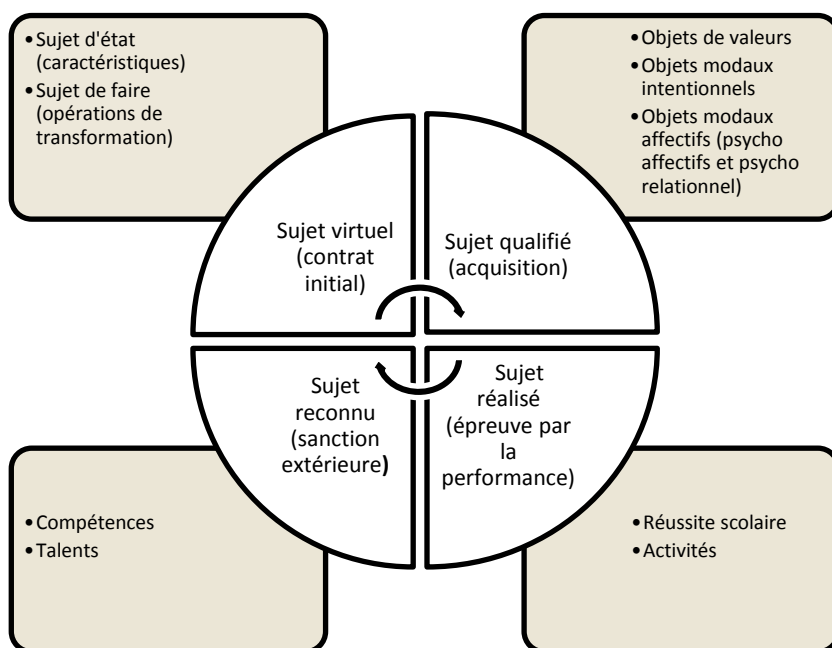 •Sujet d'état
(caractéristiques)
•Sujet de faire
(opérations de
transformation)
•Objets de valeurs
•Objets modaux
intentionnels
•Objets modaux
affectifs (psycho
affectifs et psycho
relationnel)
Sujet virtuel
(contrat
initial)
Sujet qualifié
(acquisition)
Sujet
reconnu
(sanction
extérieure)
Sujet
réalisé
(épreuve par
la
performance)
•Compétences
•Talents
•Réussite scolaire
•Activités